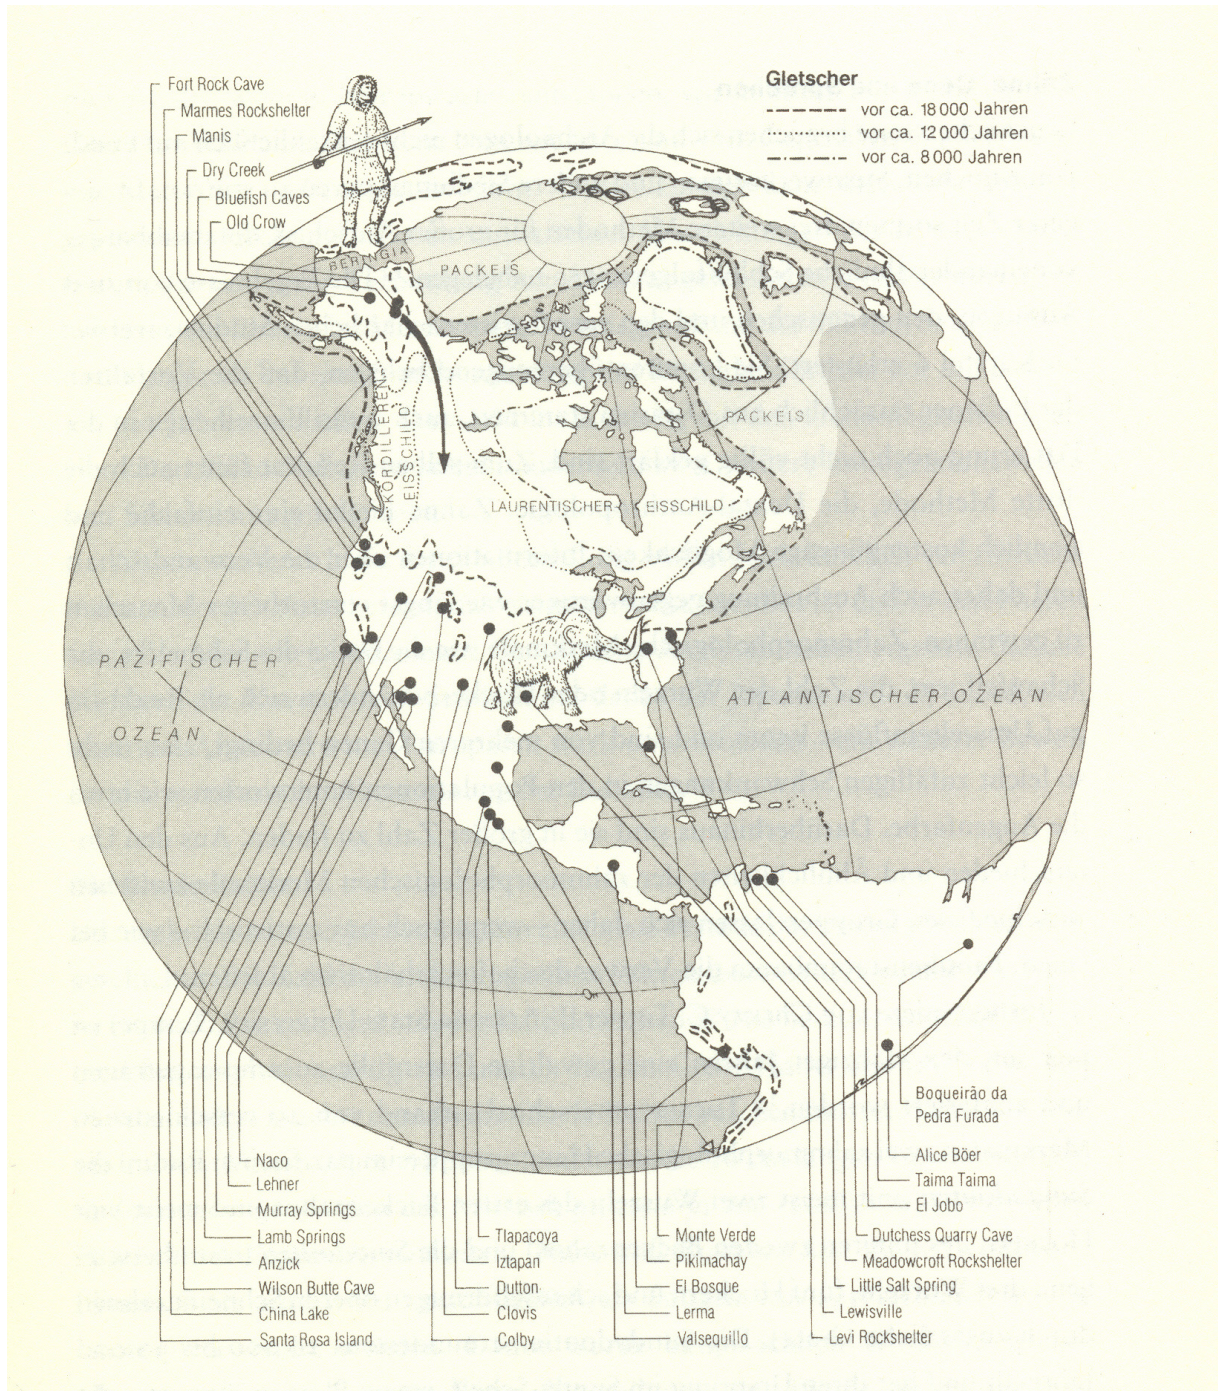 Gletscher
vor ca. 18 000 Jahren
vor ca. 12 000 Jahren
vor ca. 8 000 Jahren
Fort Rock Cave
Marmes Rockshelter
Manis
Dry Creek
Bluefish Caves
Old Crow
BERINGIA
PACKEIS
PACKEIS
KORDILLEREN
EISSCHILD
LAURENTISCHER EISSCHILD
PAZIFISCHER
OZEAN
ATLANTISCHER OZEAN
Boqueirão da
Pedra Furada
Alice Böer
Taima Taima
El Jobo
Dutchess Quarry Cave
Meadowcroft Rockshelter
Little Salt Spring
Lewisville
Levi Rockshelter
Naco
Lehner
Murray Springs
Lamb Springs
Anzick
Wilson Butte Cave
China Lake
Santa Rosa Island
Tlapacoya
Iztapan
Dutton
Clovis
Colby
Monte Verde
Pikimachay
El Bosque
Lerma
Valsequillo